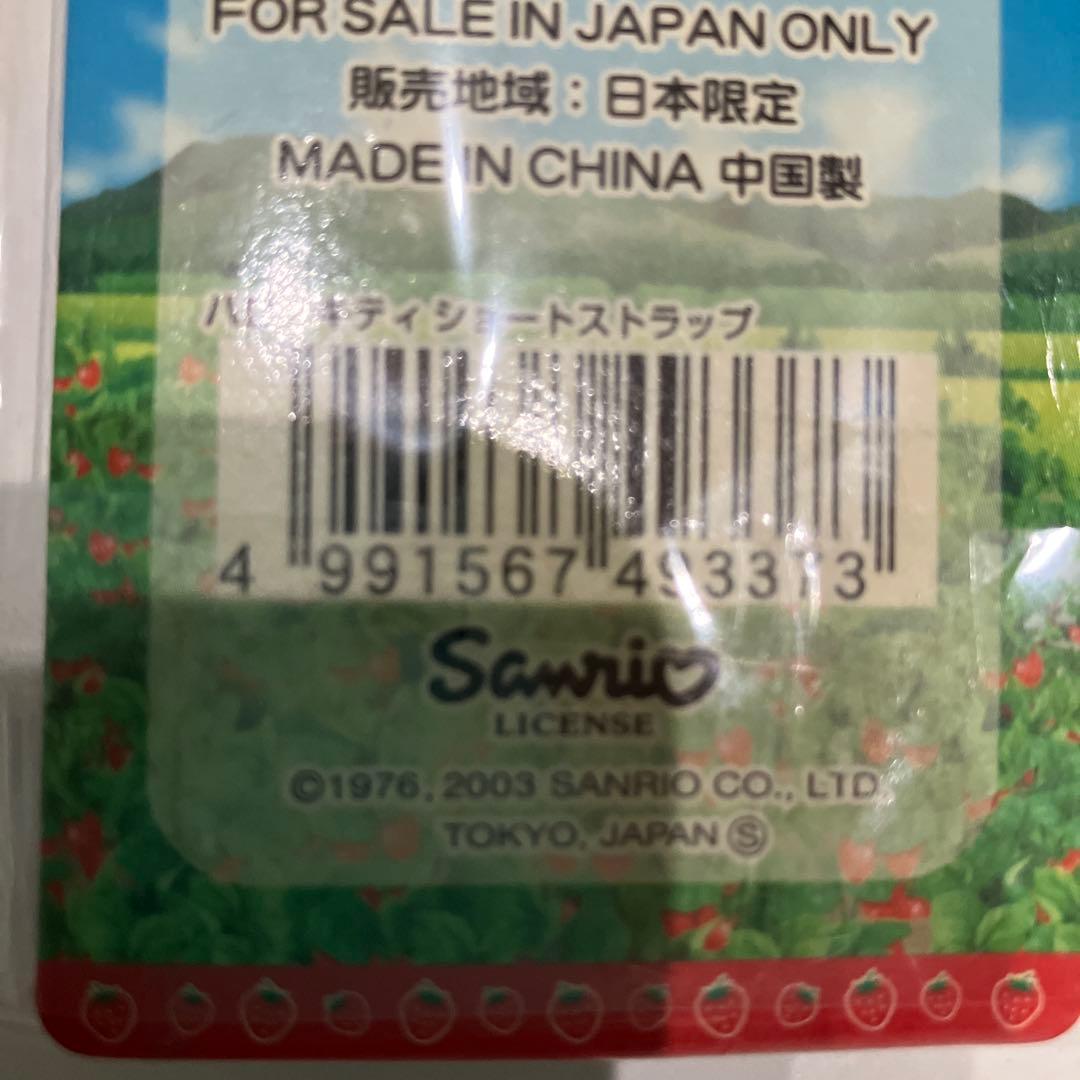 FOR SALE IN JAPAN ONLY
販売地域：日本限定
MADE IN CHINA 中国製
キティショートストラップ
4 991567 493373
Sanrio
LICENSE
©1976, 2003 SANRIO CO., LTD.
TOKYO, JAPAN Ⓢ